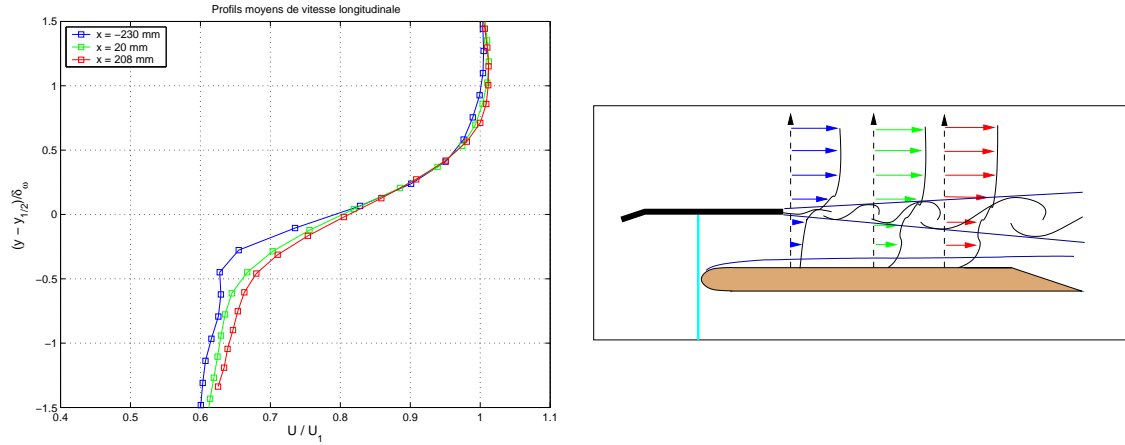 Profils moyens de vitesse longitudinale
x = −230 mm
x = 20 mm
x = 208 mm
1.5
1
0.5
0
−0.5
−1
−1.5
(y − y1/2)/δω
0.4 0.5 0.6 0.7 0.8 0.9 1 1.1
U / U1